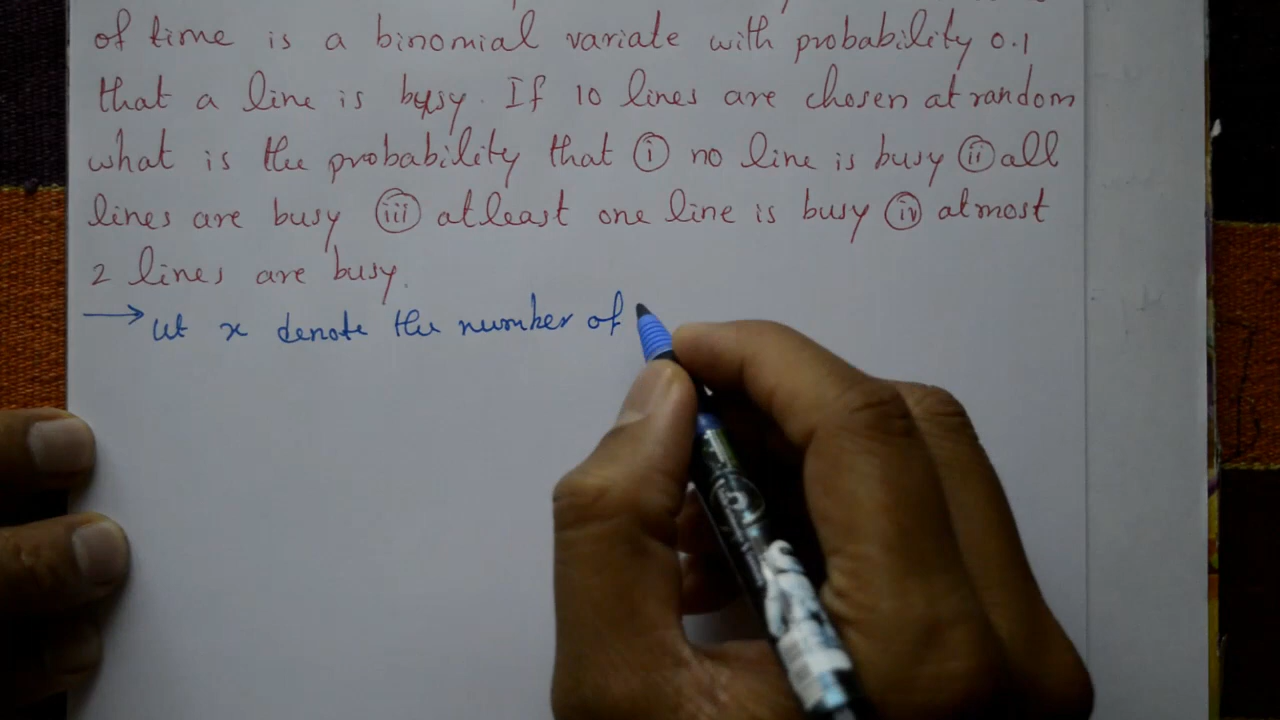 of time is a binomial variate with probability 0.1
that a line is busy. If 10 lines are chosen at random
what is the probability that (i) no line is busy (ii) all
lines are busy (iii) atleast one line is busy (iv) atmost
2 lines are busy.
→ let x denote the number of